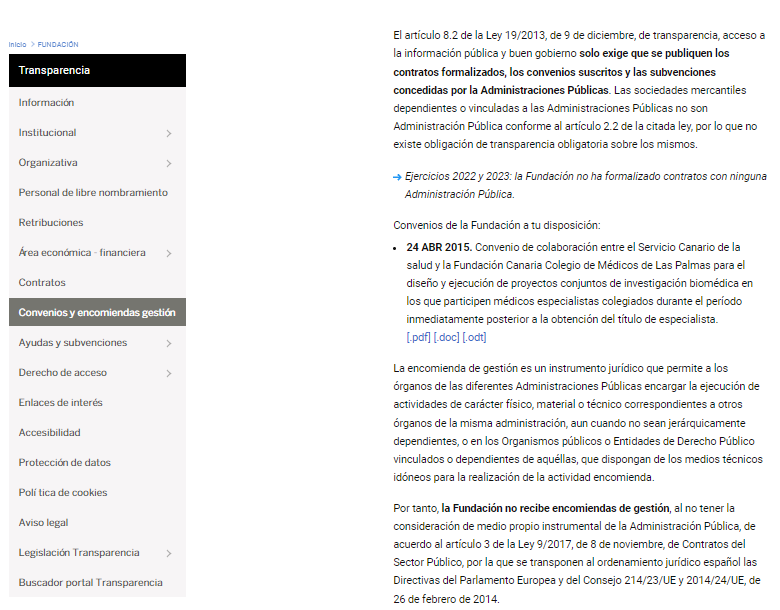 Inicio > FUNDACIÓN
Transparencia
Información
Institucional
Organizativa
Personal de libre nombramiento
Retribuciones
Área económica - financiera
Contratos
Convenios y encomiendas gestión
Ayudas y subvenciones
Derecho de acceso
Enlaces de interés
Accesibilidad
Protección de datos
Polí tica de cookies
Aviso legal
Legislación Transparencia
Buscador portal Transparencia
El artículo 8.2 de la Ley 19/2013, de 9 de diciembre, de transparencia, acceso a
la información pública y buen gobierno solo exige que se publiquen los
contratos formalizados, los convenios suscritos y las subvenciones
concedidas por la Administraciones Públicas. Las sociedades mercantiles
dependientes o vinculadas a las Administraciones Públicas no son
Administración Pública conforme al artículo 2.2 de la citada ley, por lo que no
existe obligación de transparencia obligatoria sobre los mismos.
→ Ejercicios 2022 y 2023: la Fundación no ha formalizado contratos con ninguna
Administración Pública.
Convenios de la Fundación a tu disposición:
• 24 ABR 2015. Convenio de colaboración entre el Servicio Canario de la
salud y la Fundación Canaria Colegio de Médicos de Las Palmas para el
diseño y ejecución de proyectos conjuntos de investigación biomédica en
los que participen médicos especialistas colegiados durante el período
inmediatamente posterior a la obtención del título de especialista.
[.pdf] [.doc] [.odt]
La encomienda de gestión es un instrumento jurídico que permite a los
órganos de las diferentes Administraciones Públicas encargar la ejecución de
actividades de carácter físico, material o técnico correspondientes a otros
órganos de la misma administración, aun cuando no sean jerárquicamente
dependientes, o en los Organismos públicos o Entidades de Derecho Público
vinculados o dependientes de aquéllas, que dispongan de los medios técnicos
idóneos para la realización de la actividad encomienda.
Por tanto, la Fundación no recibe encomiendas de gestión, al no tener la
consideración de medio propio instrumental de la Administración Pública, de
acuerdo al artículo 3 de la Ley 9/2017, de 8 de noviembre, de Contratos del
Sector Público, por la que se transponen al ordenamiento jurídico español las
Directivas del Parlamento Europea y del Consejo 214/23/UE y 2014/24/UE, de
26 de febrero de 2014.